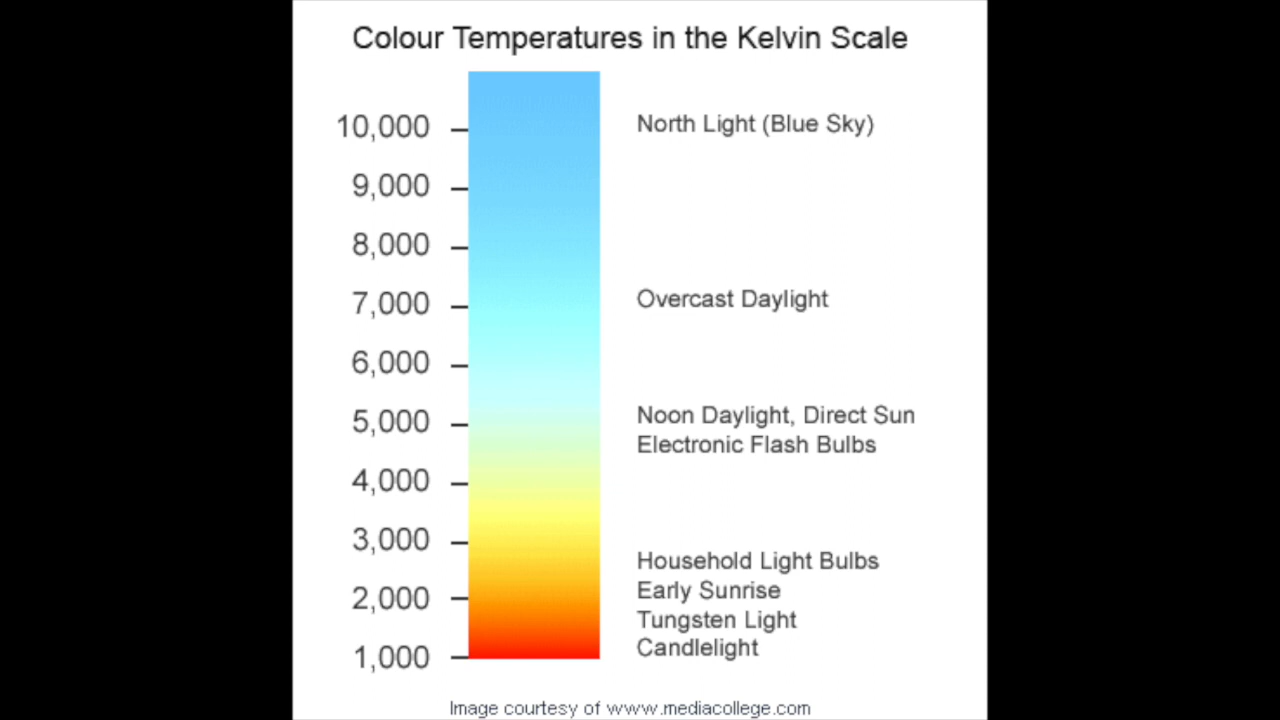 Colour Temperatures in the Kelvin Scale
10,000
North Light (Blue Sky)
9,000
8,000
7,000
Overcast Daylight
6,000
5,000
Noon Daylight, Direct Sun
Electronic Flash Bulbs
4,000
3,000
Household Light Bulbs
Early Sunrise
2,000
Tungsten Light
Candlelight
1,000
Image courtesy of www.mediacollege.com